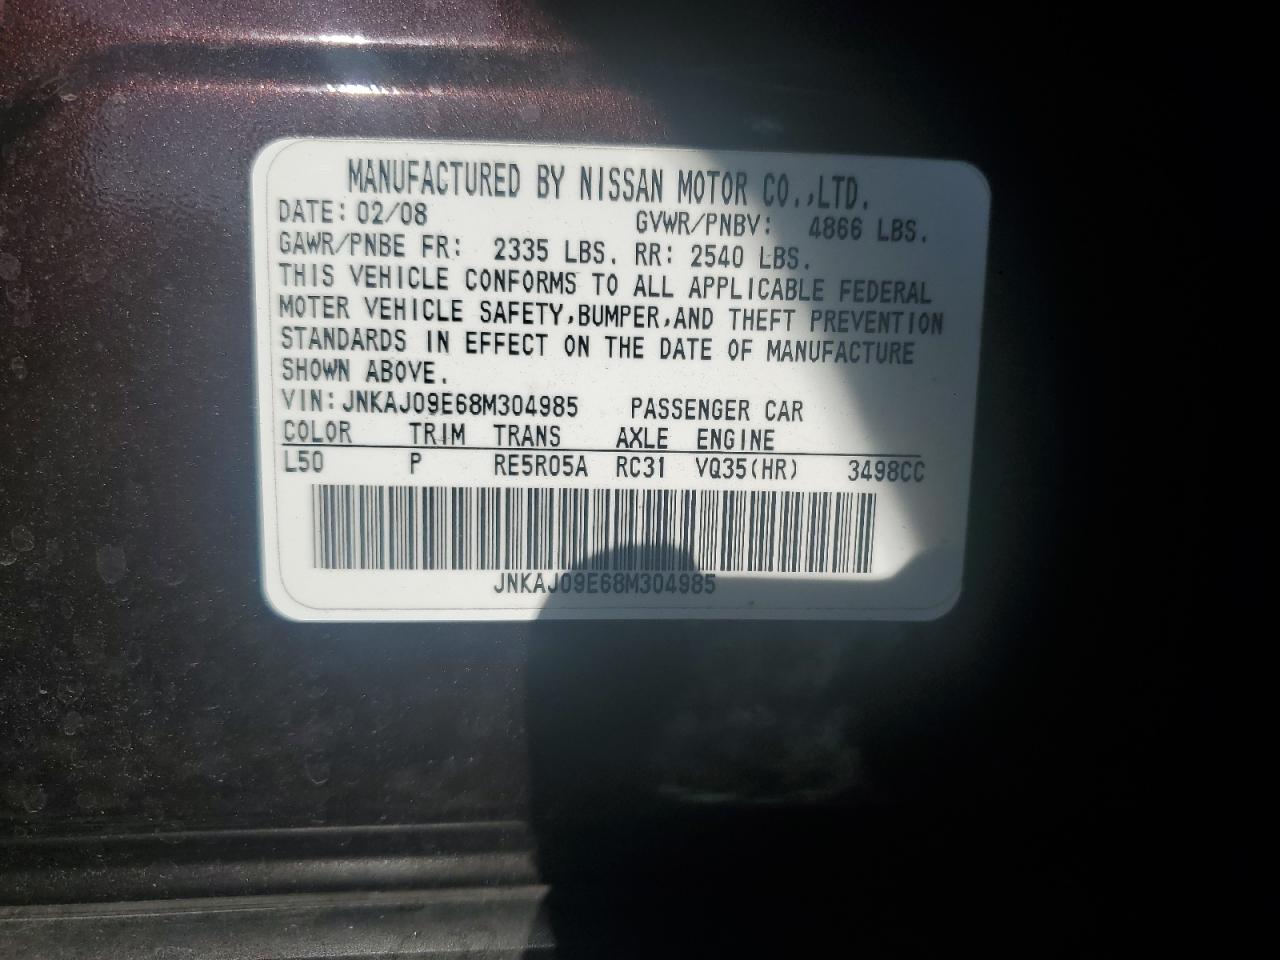 MANUFACTURED BY NISSAN MOTOR CO.,LTD.
DATE: 02/08 GVWR/PNBV: 4866 LBS.
GAWR/PNBE FR: 2335 LBS. RR: 2540 LBS.
THIS VEHICLE CONFORMS TO ALL APPLICABLE FEDERAL
MOTER VEHICLE SAFETY,BUMPER,AND THEFT PREVENTION
STANDARDS IN EFFECT ON THE DATE OF MANUFACTURE
SHOWN ABOVE.
VIN: JNKAJ09E68M304985 PASSENGER CAR
COLOR TRIM TRANS AXLE ENGINE
L50 P RE5R05A RC31 VQ35(HR) 3498CC
JNKAJ09E68M304985